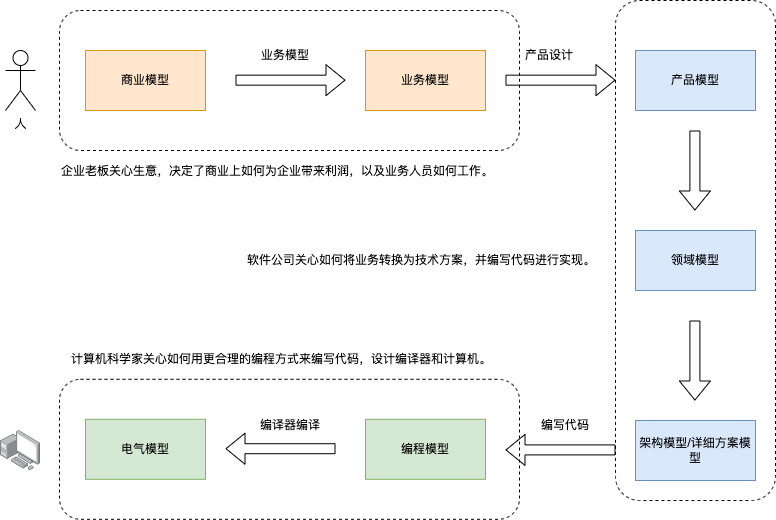 业务模型
产品设计
商业模型
业务模型
产品模型
人
企业老板关心生意，决定了商业上如何为企业带来利润，以及业务人员如何工作。
软件公司关心如何将业务转换为技术方案，并编写代码进行实现。
领域模型
计算机科学家关心如何用更合理的编程方式来编写代码，设计编译器和计算机。
编译器编译
编写代码
电气模型
编程模型
架构模型/详细方案模
型